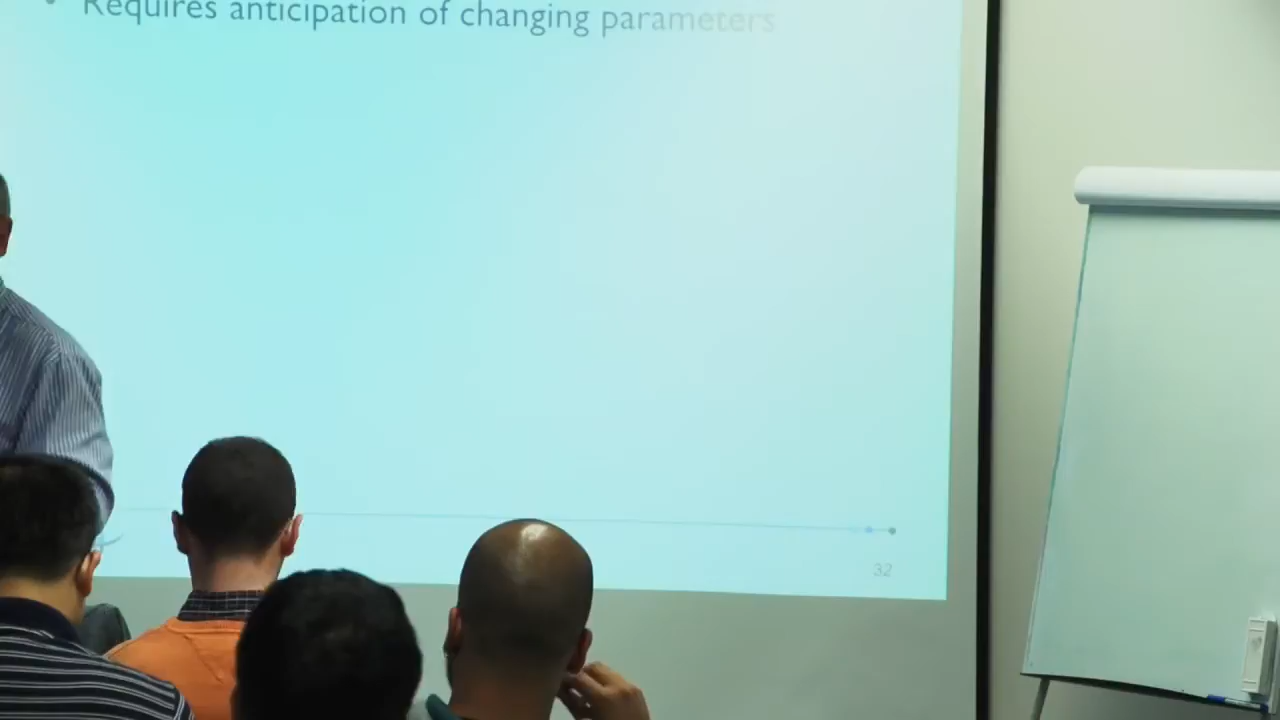 Requires anticipation of changing parameters
32